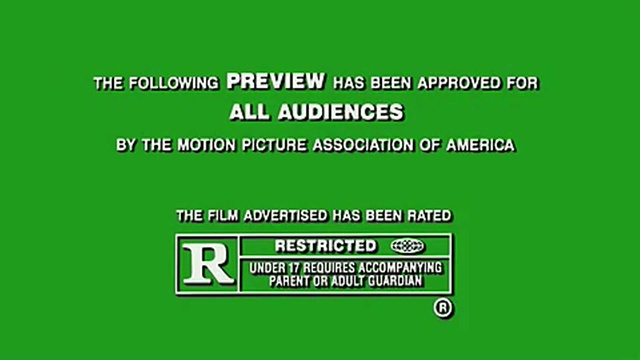 THE FOLLOWING PREVIEW HAS BEEN APPROVED FOR
ALL AUDIENCES
BY THE MOTION PICTURE ASSOCIATION OF AMERICA
THE FILM ADVERTISED HAS BEEN RATED
R
RESTRICTED
UNDER 17 REQUIRES ACCOMPANYING
PARENT OR ADULT GUARDIAN
®